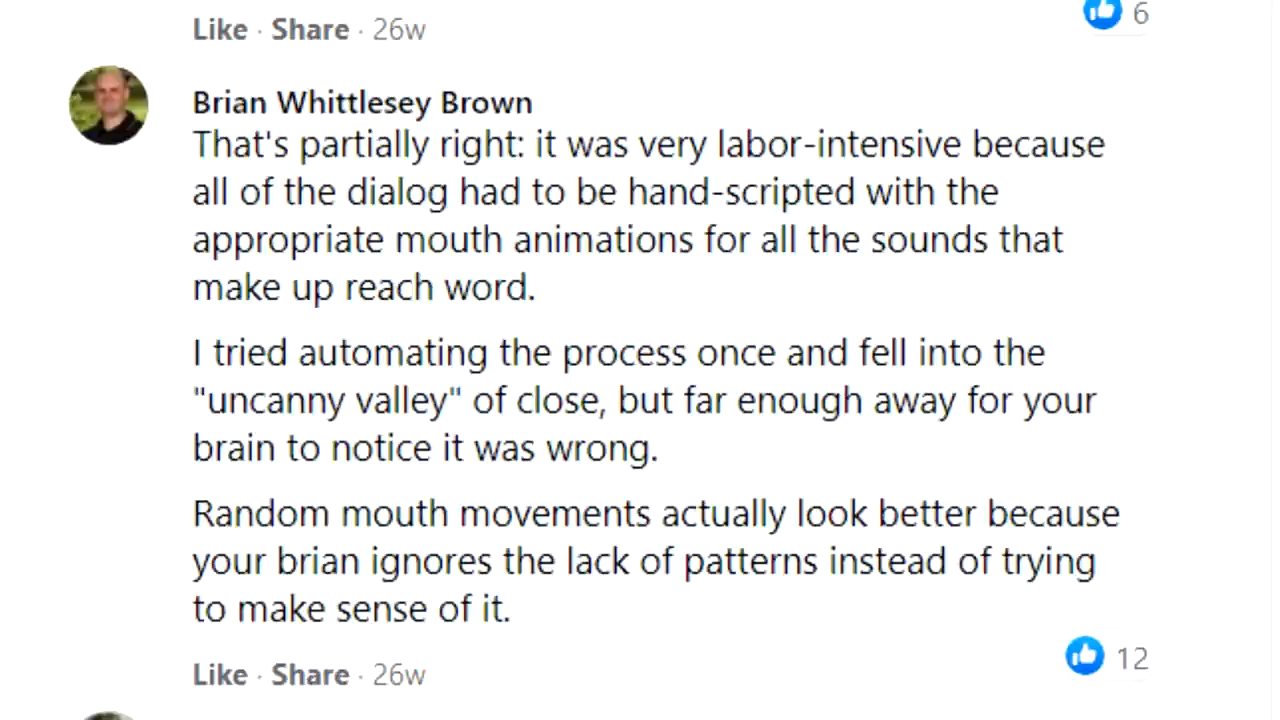 Like · Share · 26w
6
Brian Whittlesey Brown
That's partially right: it was very labor-intensive because
all of the dialog had to be hand-scripted with the
appropriate mouth animations for all the sounds that
make up reach word.
I tried automating the process once and fell into the
"uncanny valley" of close, but far enough away for your
brain to notice it was wrong.
Random mouth movements actually look better because
your brian ignores the lack of patterns instead of trying
to make sense of it.
Like · Share · 26w
12